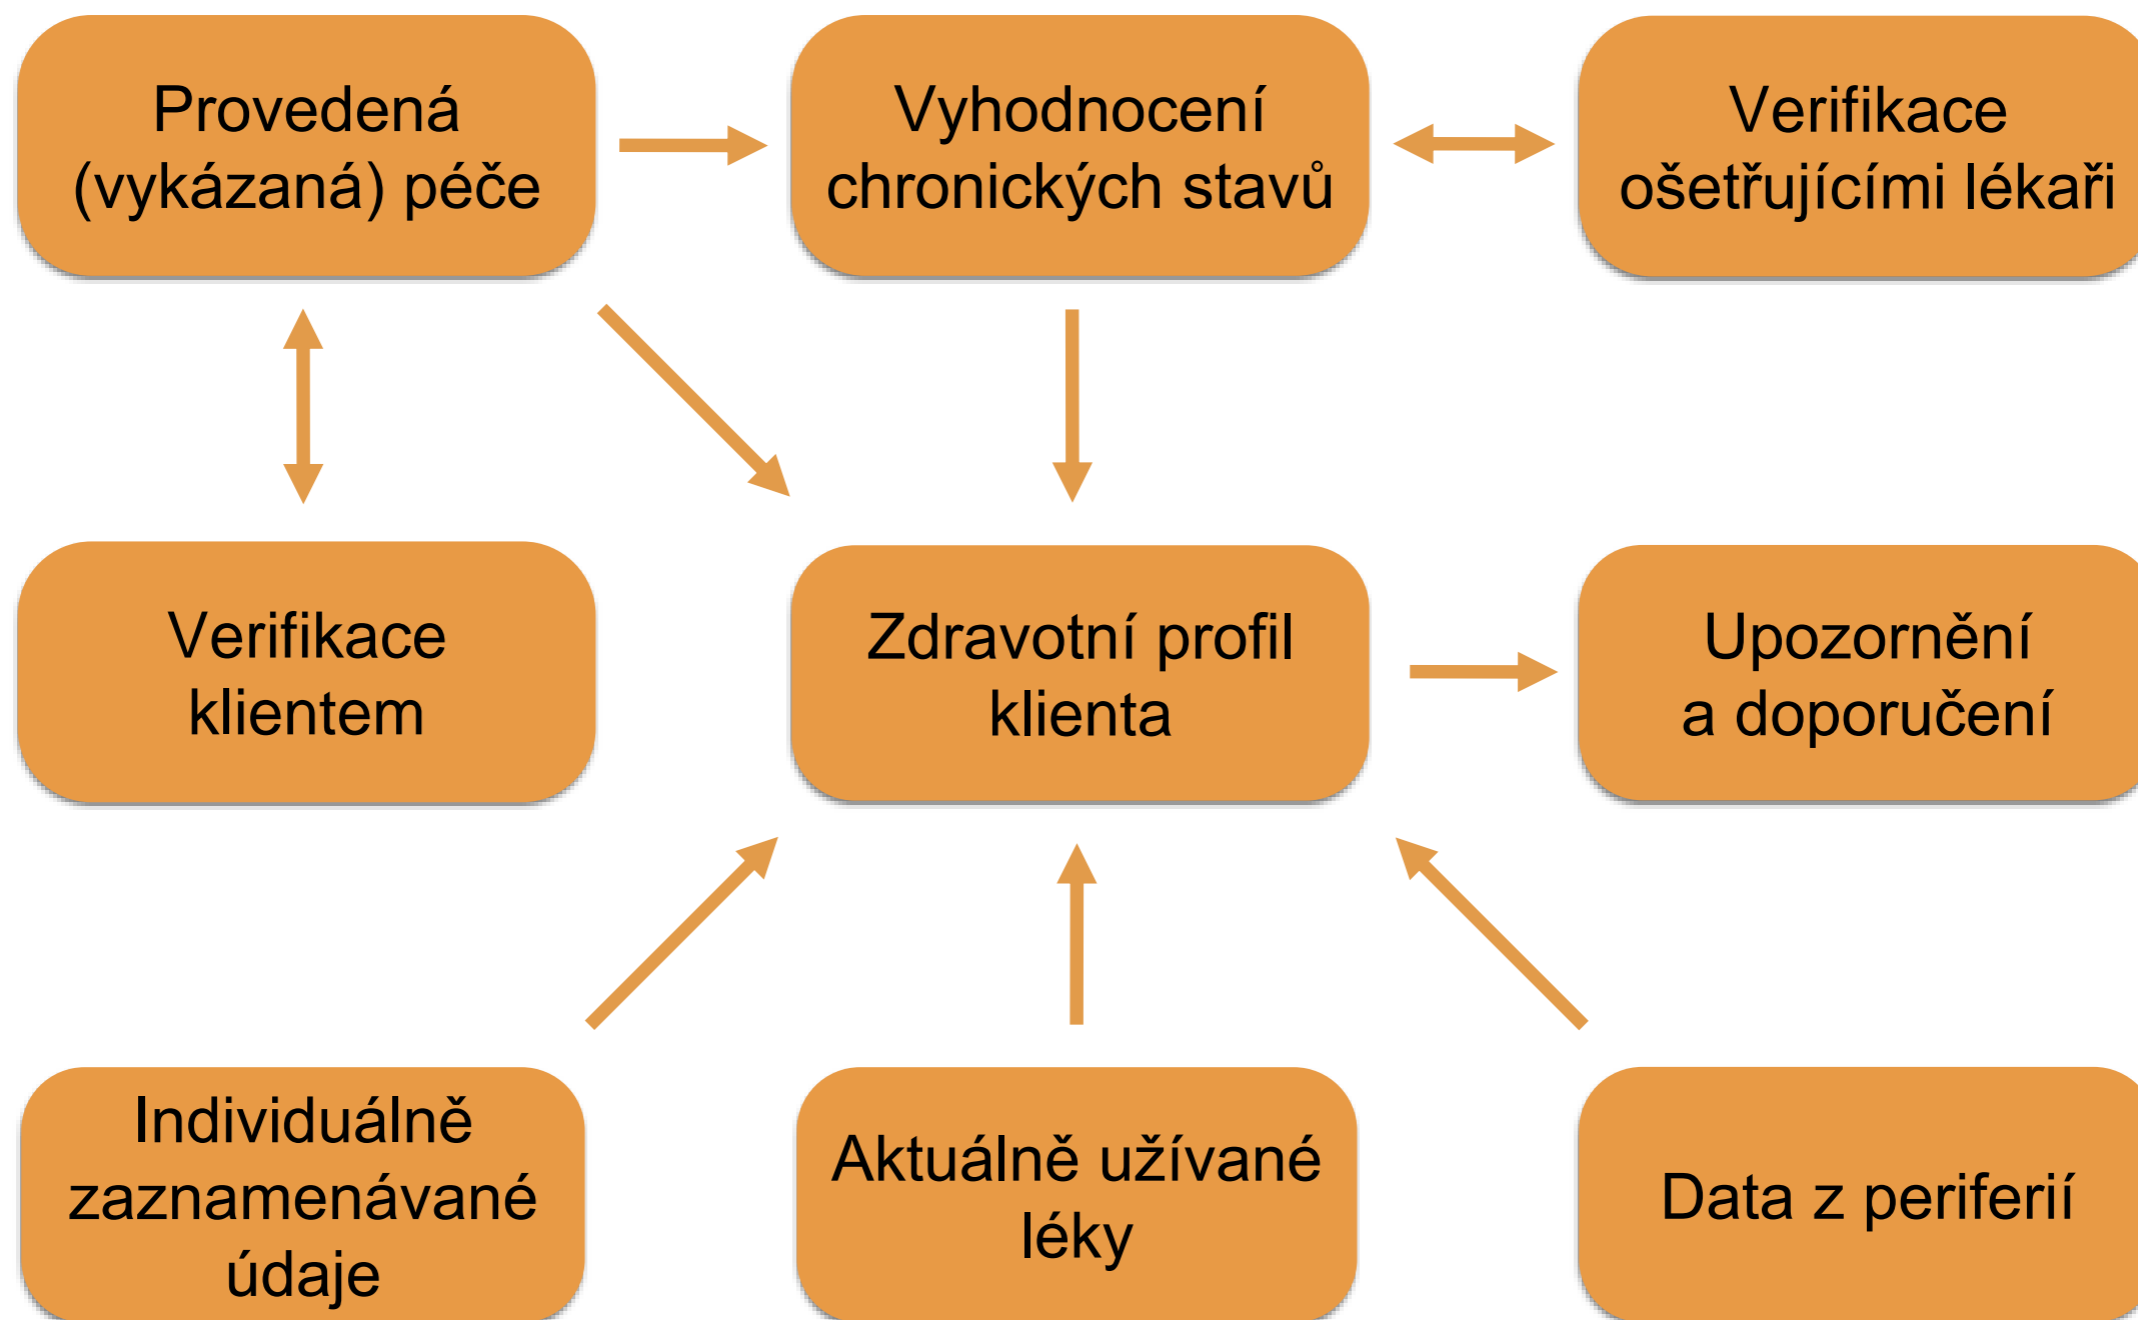 Provedená
(vykázaná) péče
Vyhodnocení
chronických stavů
Verifikace
ošetřujícími lékaři
Verifikace
klientem
Zdravotní profil
klienta
Upozornění
a doporučení
Individuálně
zaznamenávané
údaje
Aktuálně užívané
léky
Data z periferií